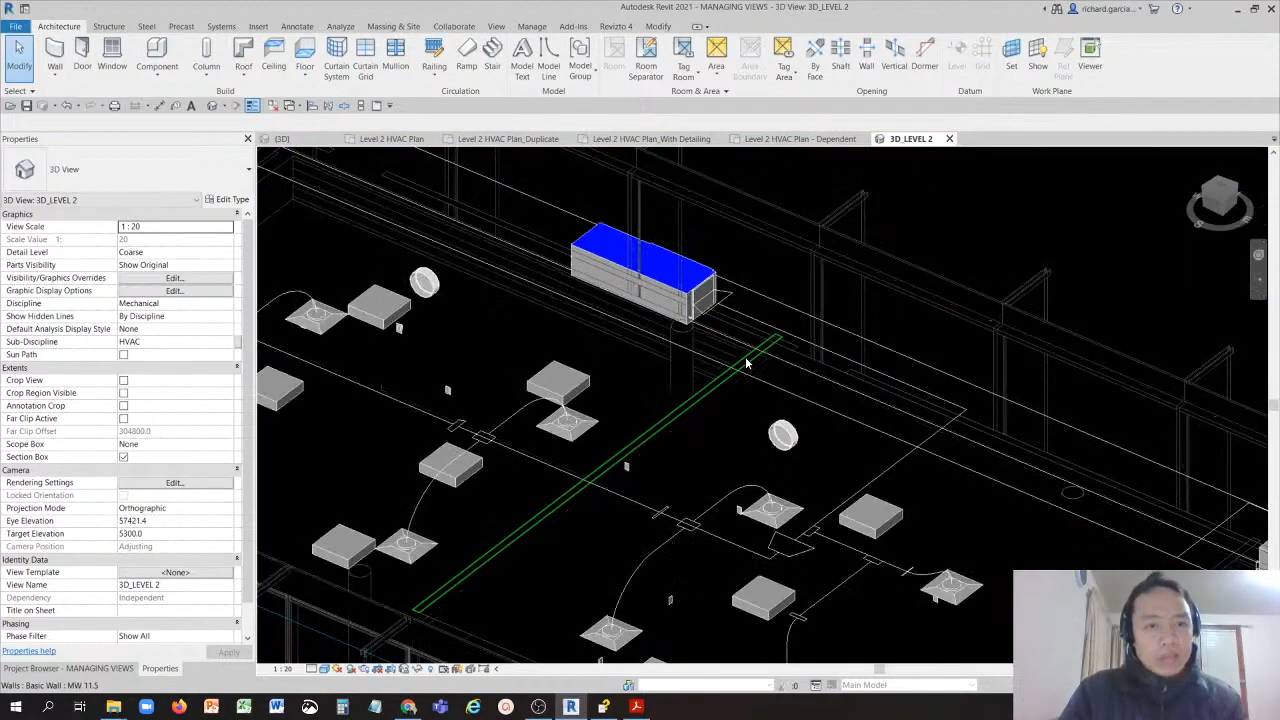 Autodesk Revit 2021 - MANAGING VIEWS - 3D View: 3D_LEVEL 2
richard.garcia...
File Architecture Structure Steel Precast Systems Insert Annotate Analyze Massing & Site Collaborate View Manage Add-Ins Revizto 4 Modify
Modify Wall Door Window Component Column Roof Ceiling Floor Curtain System Curtain Grid Mullion Railing Ramp Stair Model Text Model Line Model Group Room Room Separator Tag Room Area Area Boundary Tag Area By Face Shaft Wall Vertical Dormer Level Grid Set Show Ref Plane Viewer
Select Build Circulation Model Room & Area Opening Datum Work Plane
Properties
{3D} Level 2 HVAC Plan Level 2 HVAC Plan_Duplicate Level 2 HVAC Plan_With Detailing Level 2 HVAC Plan - Dependent 3D_LEVEL 2
3D View
3D View: 3D_LEVEL 2 Edit Type
Graphics
View Scale 1 : 20
Scale Value 1: 20
Detail Level Coarse
Parts Visibility Show Original
Visibility/Graphics Overrides Edit...
Graphic Display Options Edit...
Discipline Mechanical
Show Hidden Lines By Discipline
Default Analysis Display Style None
Sub-Discipline HVAC
Sun Path
Extents
Crop View
Crop Region Visible
Annotation Crop
Far Clip Active
Far Clip Offset 304800.0
Scope Box None
Section Box
Camera
Rendering Settings Edit...
Locked Orientation
Projection Mode Orthographic
Eye Elevation 57421.4
Target Elevation 5300.0
Camera Position Adjusting
Identity Data
View Template <None>
View Name 3D_LEVEL 2
Dependency Independent
Title on Sheet
Phasing
Phase Filter Show All
Properties help Apply
Project Browser - MANAGING VIEWS Properties
1 : 20
Walls : Basic Wall : MW 11.5
:0
Main Model